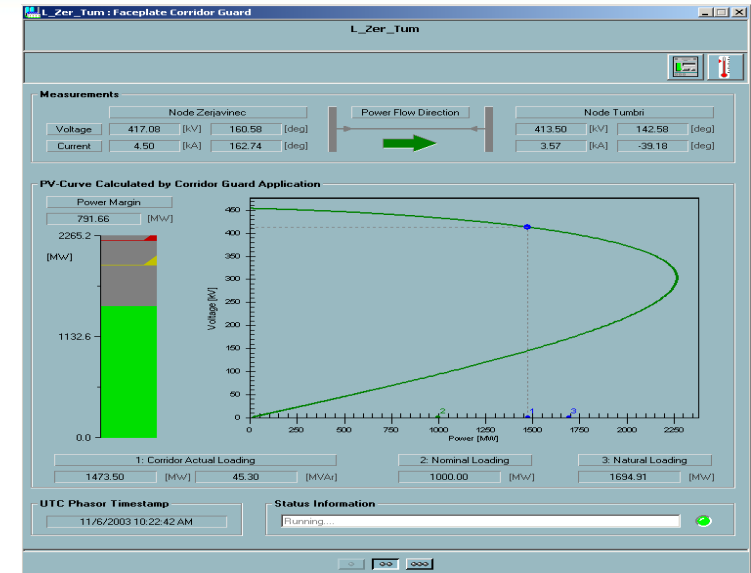 L_Zer_Tum : Faceplate Corridor Guard
L_Zer_Tum
Measurements
Node Zerjavinec Power Flow Direction Node Tumbri
Voltage 417.08 [kV] 160.58 [deg] 413.50 [kV] 142.58 [deg]
Current 4.50 [kA] 162.74 [deg] 3.57 [kA] -39.18 [deg]
PV-Curve Calculated by Corridor Guard Application
Power Margin
791.66 [MW]
2265.2
[MW]
1132.6
0.0
Voltage [kV]
450
400
350
300
250
200
150
100
50
0
2 1 3
0 250 500 750 1000 1250 1500 1750 2000 2250
Power [MW]
1: Corridor Actual Loading 2: Nominal Loading 3: Natural Loading
1473.50 [MW] 45.30 [MVAr] 1000.00 [MW] 1694.91 [MW]
UTC Phasor Timestamp Status Information
11/6/2003 10:22:42 AM Running....